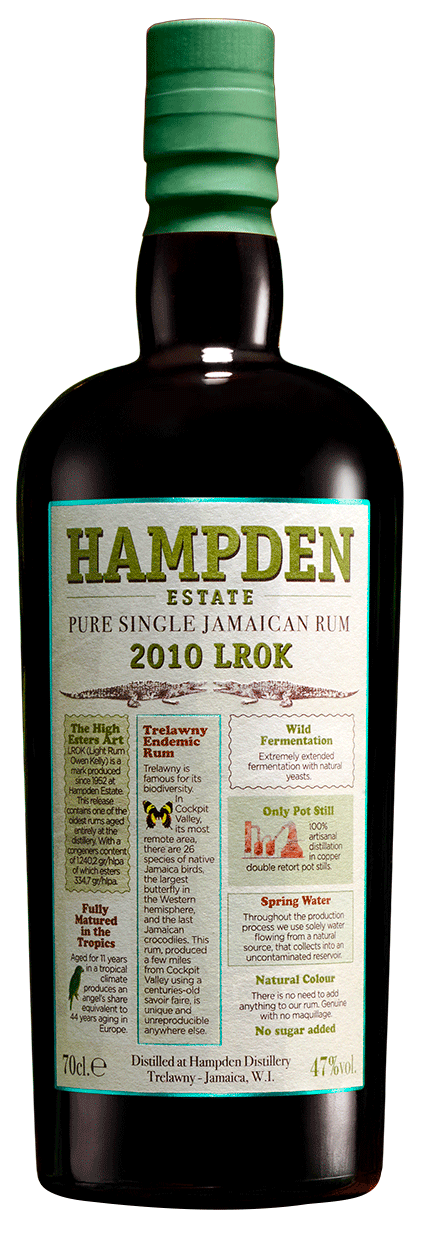 HAMPDEN
ESTATE
PURE SINGLE JAMAICAN RUM
2010 LROK
The High
Esters Art
LROK (Light Rum
Owen Kelly) is a
mark produced
since 1952 at
Hampden Estate.
This release
contains one of the
oldest rums aged
entirely at the
distillery. With a
congeners content
of 1.240,2 gr/hlpa
of which esters
334,7 gr/hlpa.
Fully
Matured
in the
Tropics
Aged for 11 years
in a tropical
climate
produces an
angel's share
equivalent to
44 years aging in
Europe.
Trelawny
Endemic
Rum
Trelawny is
famous for its
biodiversity.
In
Cockpit
Valley,
its most
remote area,
there are 26
species of native
Jamaica birds,
the largest
butterfly in
the Western
hemisphere,
and the last
Jamaican
crocodiles. This
rum, produced
a few miles
from Cockpit
Valley using a
centuries-old
savoir faire, is
unique and
unreproducible
anywhere else.
Wild
Fermentation
Extremely extended
fermentation with natural
yeasts.
Only Pot Still
100%
artisanal
distillation
in copper
double retort pot stills.
Spring Water
Throughout the production
process we use solely water
flowing from a natural
source, that collects into an
uncontaminated reservoir.
Natural Colour
There is no need to add
anything to our rum. Genuine
with no maquillage.
No sugar added
70cl.℮
Distilled at Hampden Distillery
Trelawny - Jamaica, W.I.
47%vol.